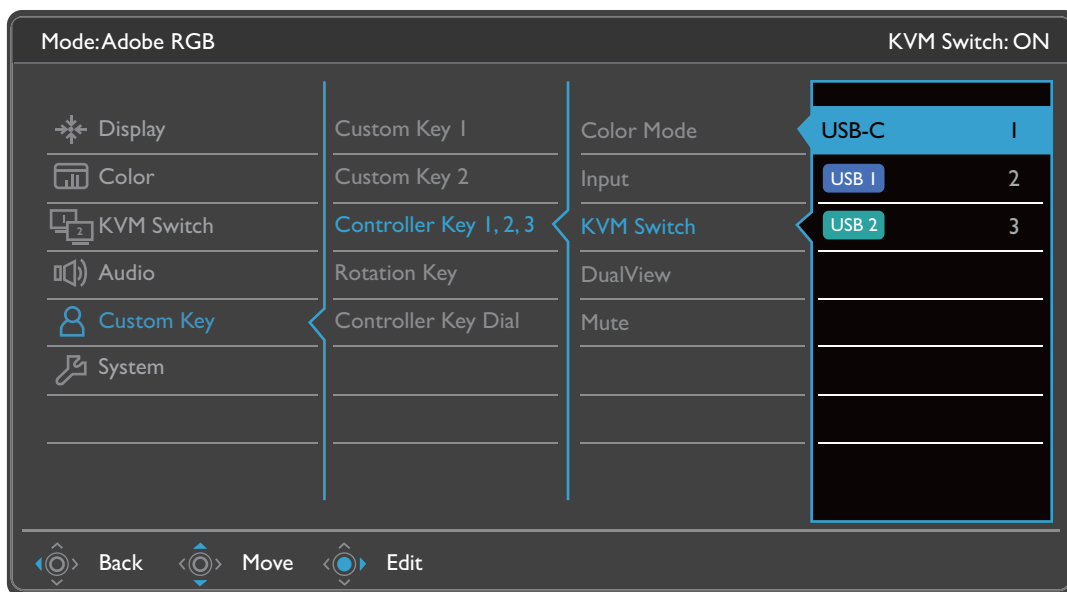 Mode: Adobe RGB KVM Switch: ON
Display Custom Key 1 Color Mode USB-C 1
Color Custom Key 2 Input USB 1 2
1 2 KVM Switch Controller Key 1, 2, 3 KVM Switch USB 2 3
Audio Rotation Key DualView
Custom Key Controller Key Dial Mute
System
Back Move Edit